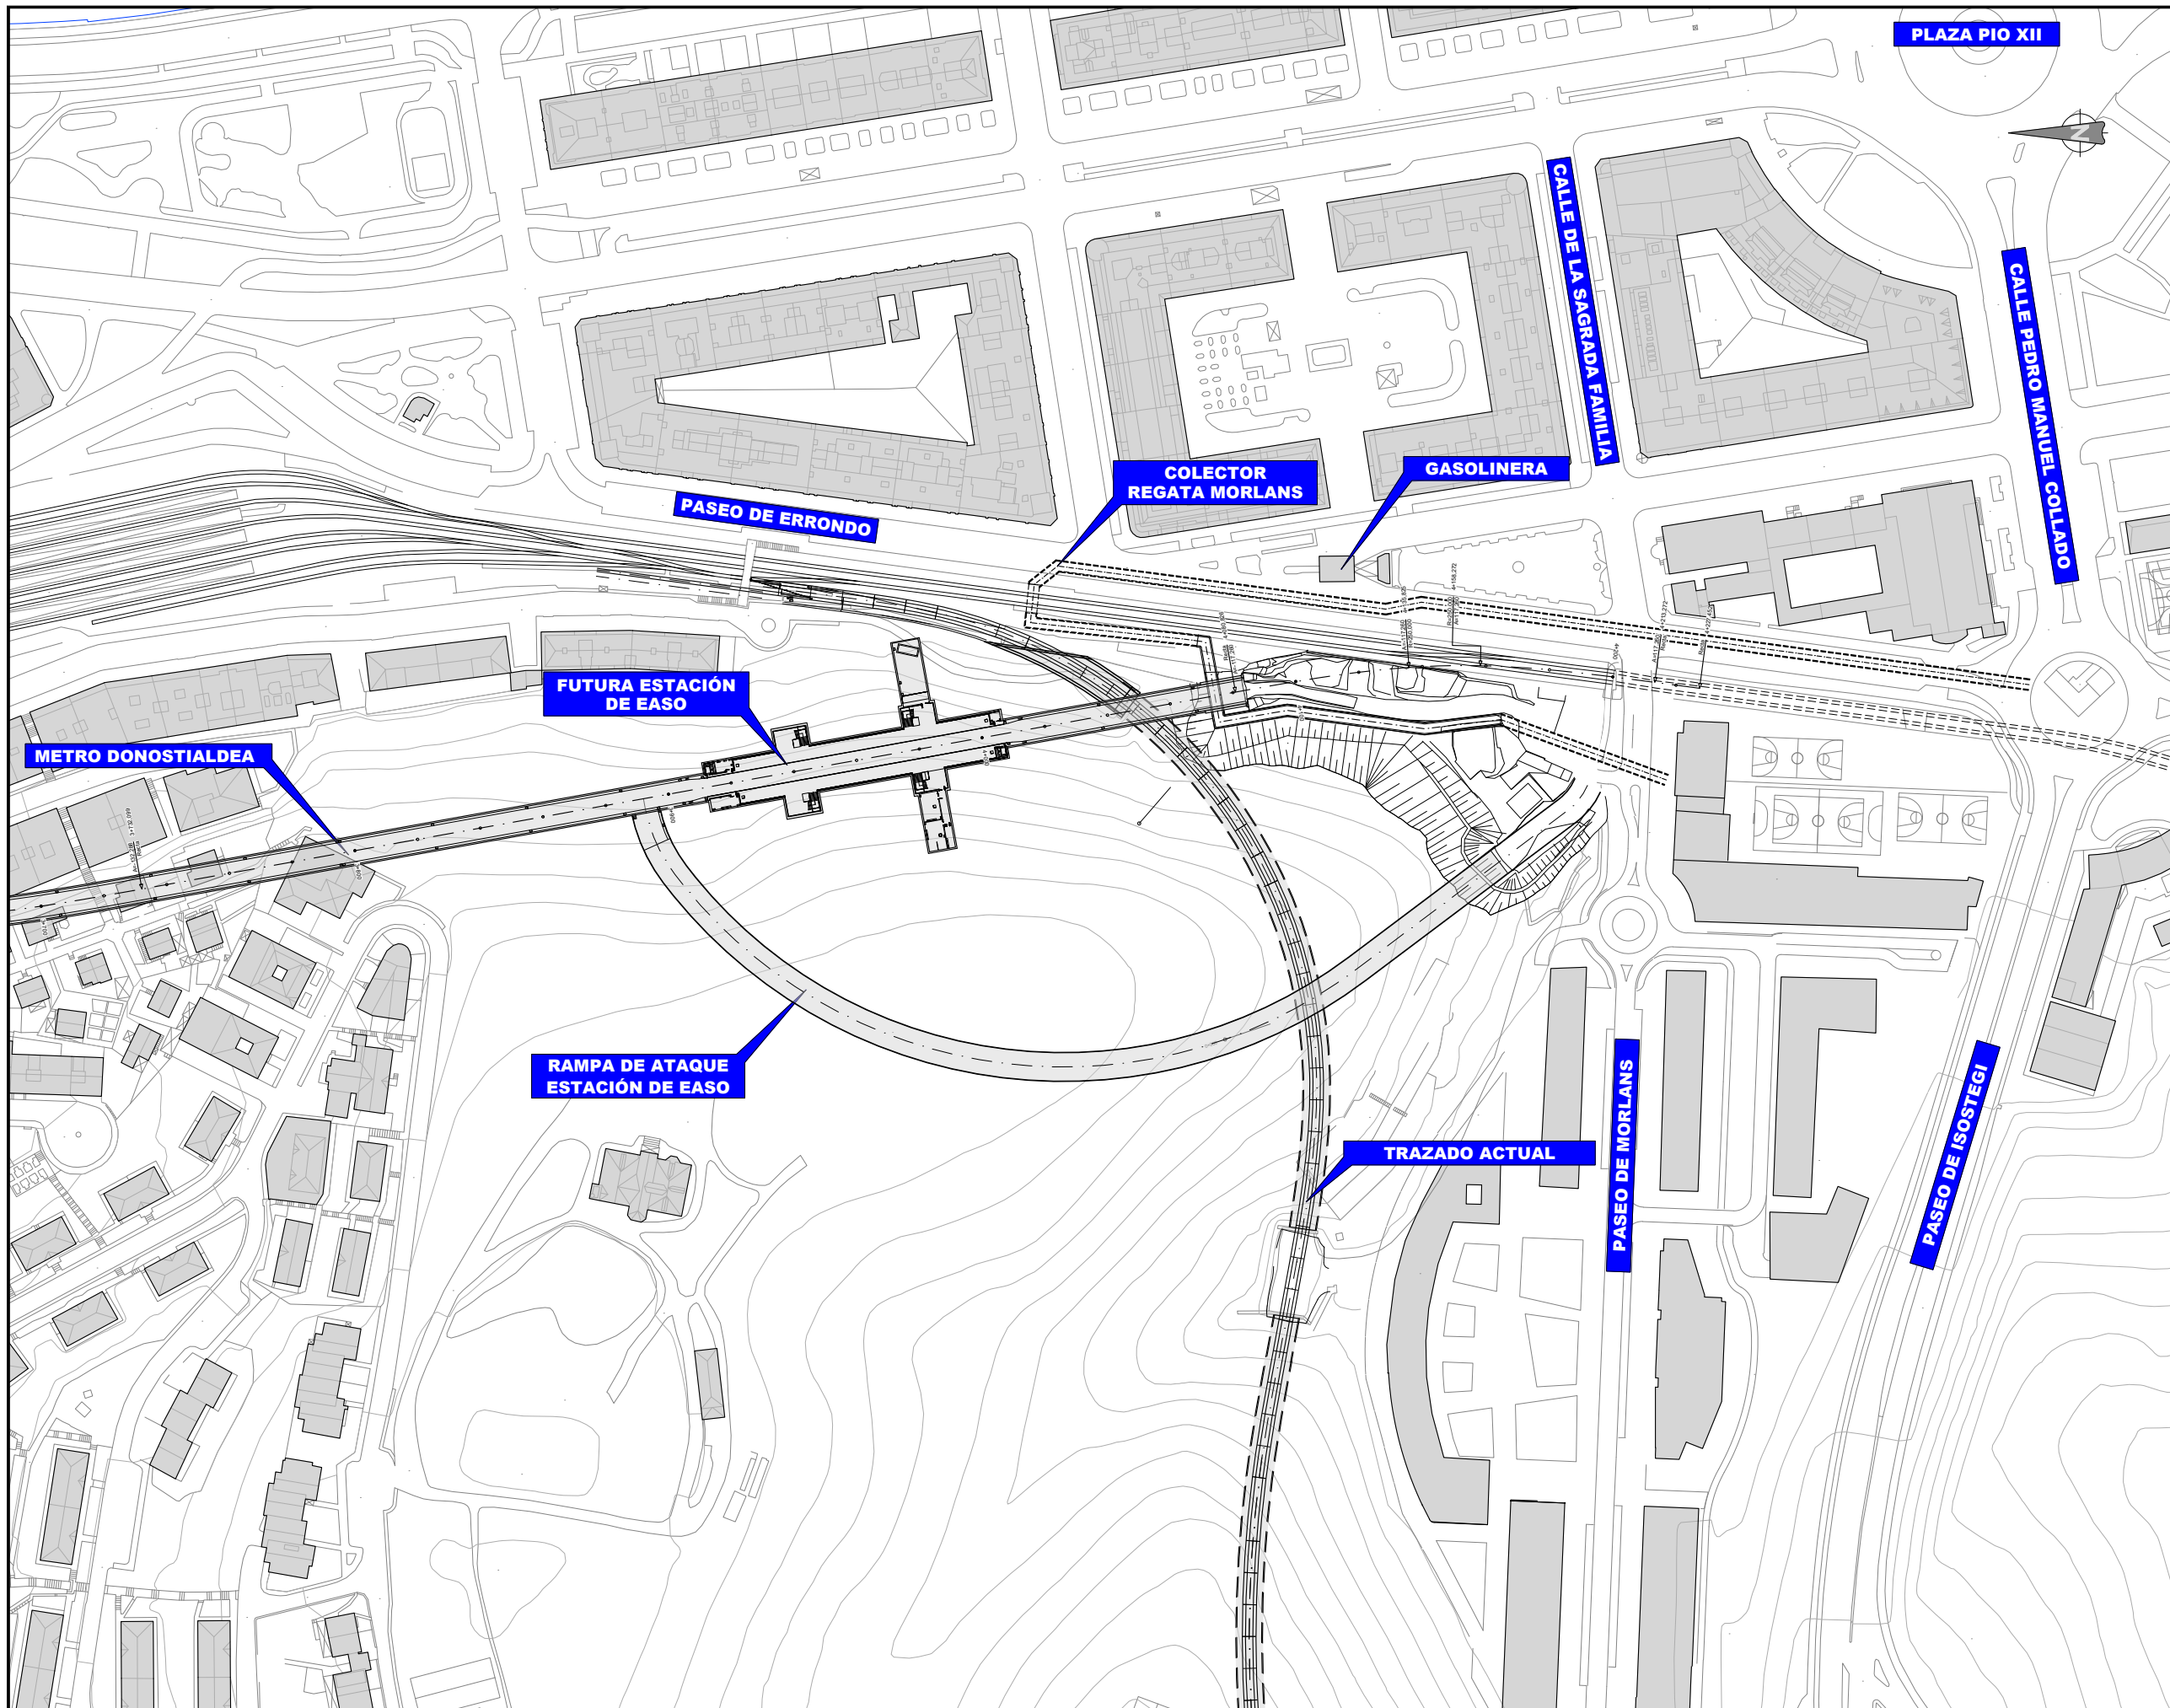 PLAZA PIO XII
N
CALLE DE LA SAGRADA FAMILIA
CALLE PEDRO MANUEL COLLADO
COLECTOR
REGATA MORLANS
GASOLINERA
PASEO DE ERRONDO
FUTURA ESTACIÓN
DE EASO
METRO DONOSTIALDEA
RAMPA DE ATAQUE
ESTACIÓN DE EASO
TRAZADO ACTUAL
PASEO DE MORLANS
PASEO DE ISOSTEGI